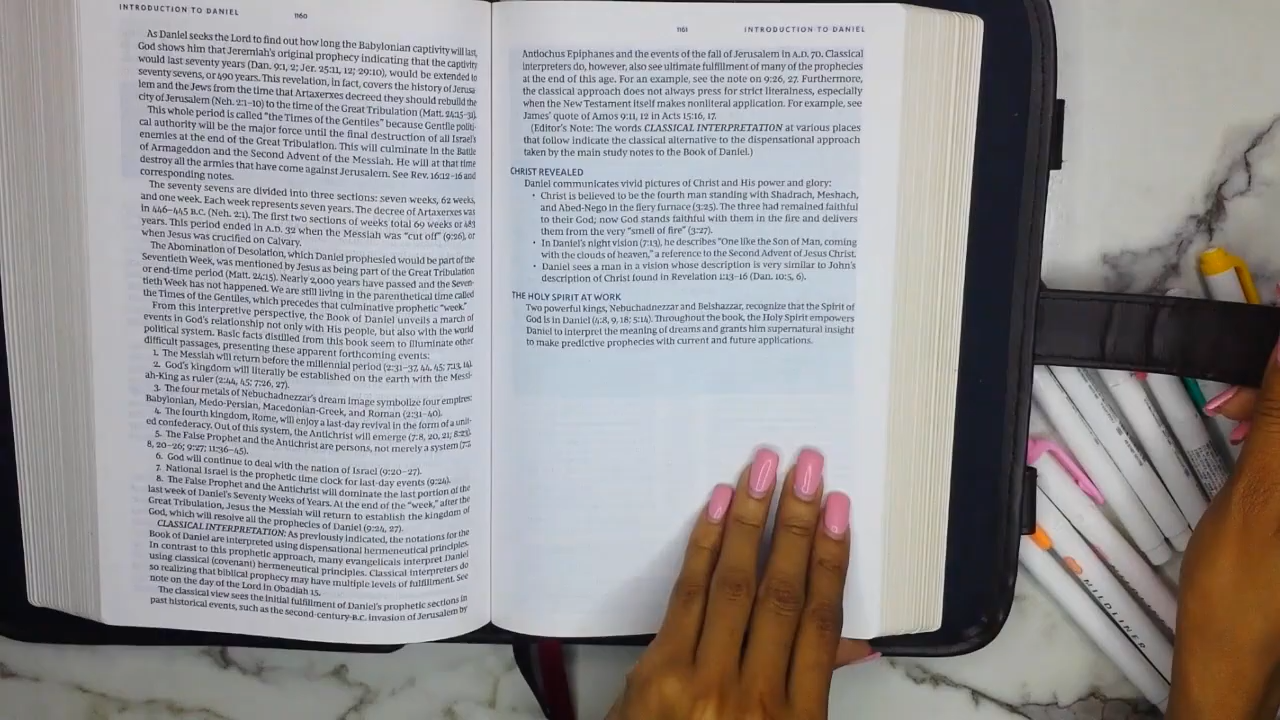 INTRODUCTION TO DANIEL
1160
As Daniel seeks the Lord to find out how long the Babylonian captivity will last,
God shows him that Jeremiah's original prophecy indicating that the captivity
would last seventy years (Dan. 9:1, 2; Jer. 25:11, 12; 29:10), would be extended to
seventy sevens, or 490 years. This revelation, in fact, covers the history of Jerusa
lem and the Jews from the time that Artaxerxes decreed they should rebuild the
city of Jerusalem (Neh. 2:1–10) to the time of the Great Tribulation (Matt. 24:15–31).
This whole period is called "the Times of the Gentiles" because Gentile politi-
cal authority will be the major force until the final destruction of all Israel's
enemies at the end of the Great Tribulation. This will culminate in the Battle
of Armageddon and the Second Advent of the Messiah. He will at that time
destroy all the armies that have come against Jerusalem. See Rev. 16:12–16 and
corresponding notes.
The seventy sevens are divided into three sections: seven weeks, 62 weeks,
and one week. Each week represents seven years. The decree of Artaxerxes was
in 446–445 B.C. (Neh. 2:1). The first two sections of weeks total 69 weeks or 483
years. This period ended in A.D. 32 when the Messiah was "cut off" (9:26), or
when Jesus was crucified on Calvary.
The Abomination of Desolation, which Daniel prophesied would be part of the
Seventieth Week, was mentioned by Jesus as being part of the Great Tribulation
or end-time period (Matt. 24:15). Nearly 2,000 years have passed and the Seven-
tieth Week has not happened. We are still living in the parenthetical time called
the Times of the Gentiles, which precedes that culminative prophetic "week."
From this interpretive perspective, the Book of Daniel unveils a march of
events in God's relationship not only with His people, but also with the world
political system. Basic facts distilled from this book seem to illuminate other
difficult passages, presenting these apparent forthcoming events:
1. The Messiah will return before the millennial period (2:31–37, 44, 45; 7:13, 14).
2. God's kingdom will literally be established on the earth with the Messi-
ah-King as ruler (2:44, 45; 7:26, 27).
3. The four metals of Nebuchadnezzar's dream image symbolize four empires:
Babylonian, Medo-Persian, Macedonian-Greek, and Roman (2:31–40).
4. The fourth kingdom, Rome, will enjoy a last-day revival in the form of a unit-
ed confederacy. Out of this system, the Antichrist will emerge (7:8, 20, 21; 8:23).
5. The False Prophet and the Antichrist are persons, not merely a system
8, 20–26; 9:27; 11:36–45).
6. God will continue to deal with the nation of Israel (9:20–27).
7. National Israel is the prophetic time clock for last-day events (9:24).
8. The False Prophet and the Antichrist will dominate the last portion of the
last week of Daniel's Seventy Weeks of Years. At the end of the "week," after the
Great Tribulation, Jesus the Messiah will return to establish the kingdom of
God, which will resolve all the prophecies of Daniel (9:24, 27).
CLASSICAL INTERPRETATION: As previously indicated, the notations for the
Book of Daniel are interpreted using dispensational hermeneutical principles.
In contrast to this prophetic approach, many evangelicals interpret Daniel
using classical (covenant) hermeneutical principles. Classical interpreters do
so realizing that biblical prophecy may have multiple levels of fulfillment. See
note on the day of the Lord in Obadiah 15.
The classical view sees the initial fulfillment of Daniel's prophetic sections in
past historical events, such as the second-century-B.C. invasion of Jerusalem by
1161
INTRODUCTION TO DANIEL
Antiochus Epiphanes and the events of the fall of Jerusalem in A.D. 70. Classical
interpreters do, however, also see ultimate fulfillment of many of the prophecies
at the end of this age. For an example, see the note on 9:26, 27. Furthermore,
the classical approach does not always press for strict literalness, especially
when the New Testament itself makes nonliteral application. For example, see
James' quote of Amos 9:11, 12 in Acts 15:16, 17.
(Editor's Note: The words CLASSICAL INTERPRETATION at various places
that follow indicate the classical alternative to the dispensational approach
taken by the main study notes to the Book of Daniel.)
CHRIST REVEALED
Daniel communicates vivid pictures of Christ and His power and glory:
• Christ is believed to be the fourth man standing with Shadrach, Meshach,
and Abed-Nego in the fiery furnace (3:25). The three had remained faithful
to their God; now God stands faithful with them in the fire and delivers
them from the very "smell of fire" (3:27).
• In Daniel's night vision (7:13), he describes "One like the Son of Man, coming
with the clouds of heaven," a reference to the Second Advent of Jesus Christ.
• Daniel sees a man in a vision whose description is very similar to John's
description of Christ found in Revelation 1:13–16 (Dan. 10:5, 6).
THE HOLY SPIRIT AT WORK
Two powerful kings, Nebuchadnezzar and Belshazzar, recognize that the Spirit of
God is in Daniel (4:8, 9, 18; 5:14). Throughout the book, the Holy Spirit empowers
Daniel to interpret the meaning of dreams and grants him supernatural insight
to make predictive prophecies with current and future applications.
MILDLINER